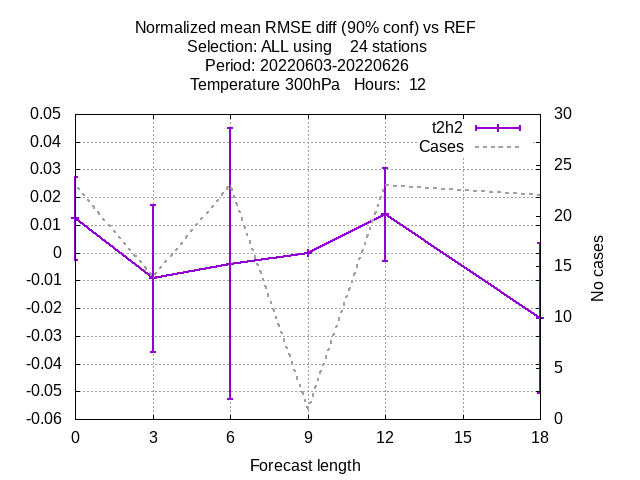 Normalized mean RMSE diff (90% conf) vs REF
Selection: ALL using 24 stations
Period: 20220603-20220626
Temperature 300hPa Hours: 12
0.05 30
t2h2
0.04
Cases
0.03 25
0.02 20
0.01
0 15
-0.01
-0.02 10
-0.03
-0.04 5
-0.05
-0.06 0
No cases
0 3 6 9 12 15 18
Forecast length